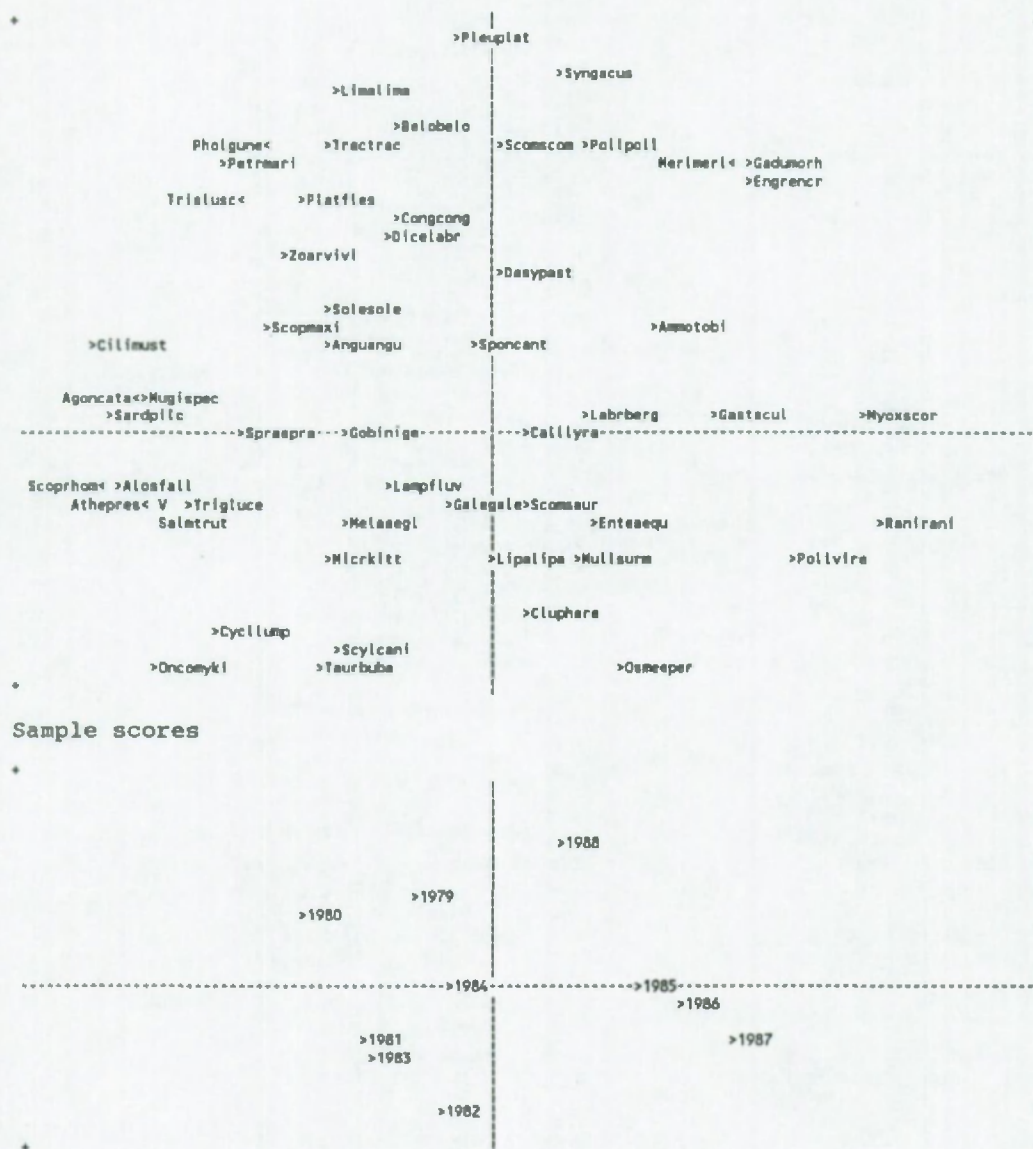 >Pleuplat
>Syngacus
>Limalima
>Belobelo
Pholgune< >Tractrac >Scomscom >Pollpoll
>Petrmari Merlmerl< >Gadumorh
>Engrencr
Trislusc< >Platfles
>Congcong
>Dicelabr
>Zoarvivi
>Dasypast
>Solesole
>Scopmaxi >Ammotobi
>Cilimust >Anguangu >Sponcant
Agoncata<>Mugispec
>Sardpilc >Labrberg >Gastacul >Myoxscor
>Spraspra >Gobinige >Calllyra
Scoprhom< >Alosfall >Lampfluv
Athepres< V >Trigluce >Galegale>Scomsaur
Salmtrut >Melaaegl >Enteaequ >Ranirani
>Micrkitt >Lipalipa >Mullsurm >Pollvire
>Cluphare
>Cycllump
>Scylcani
>Oncomyki >Taurbuba >Osmeeper
Sample scores
>1988
>1979
>1980
>1984 >1985
>1986
>1981 >1987
>1983
>1982